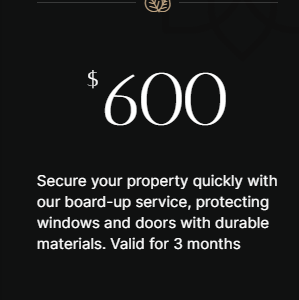 $600
Secure your property quickly with
our board-up service, protecting
windows and doors with durable
materials. Valid for 3 months